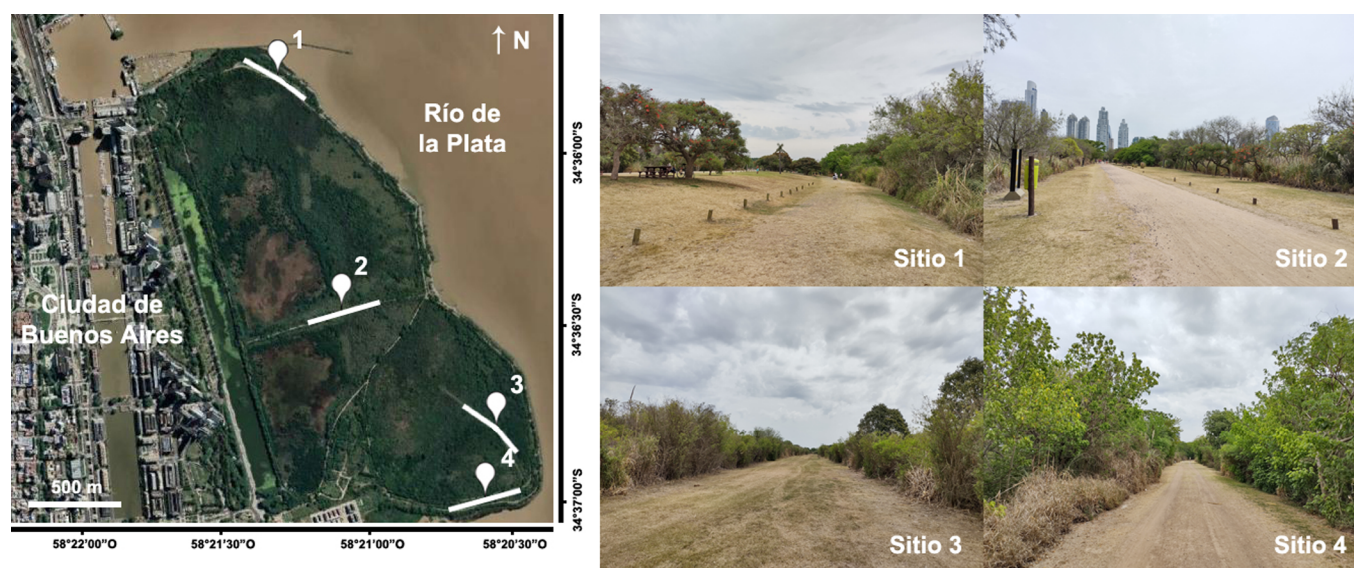 1
N
Río de
la Plata
2
Ciudad de
Buenos Aires
3
4
500 m
34°36'00"S
34°36'30"S
34°37'00"S
58°22'00"O
58°21'30"O
58°21'00"O
58°20'30"O
Sitio 1
Sitio 2
Sitio 3
Sitio 4